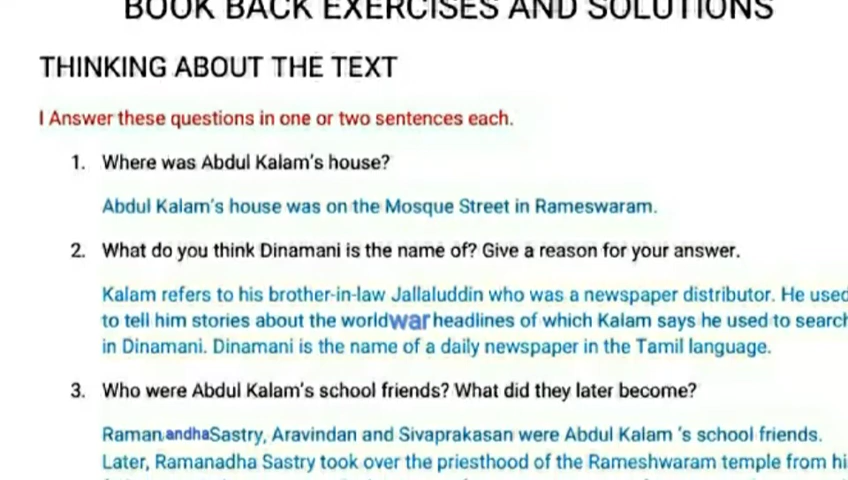 BOOK BACK EXERCISES AND SOLUTIONS
THINKING ABOUT THE TEXT
I Answer these questions in one or two sentences each.
1. Where was Abdul Kalam's house?
Abdul Kalam's house was on the Mosque Street in Rameswaram.
2. What do you think Dinamani is the name of? Give a reason for your answer.
Kalam refers to his brother-in-law Jallaluddin who was a newspaper distributor. He used
to tell him stories about the world war headlines of which Kalam says he used to search
in Dinamani. Dinamani is the name of a daily newspaper in the Tamil language.
3. Who were Abdul Kalam's school friends? What did they later become?
Ramanandha Sastry, Aravindan and Sivaprakasan were Abdul Kalam 's school friends.
Later, Ramanadha Sastry took over the priesthood of the Rameshwaram temple from hi